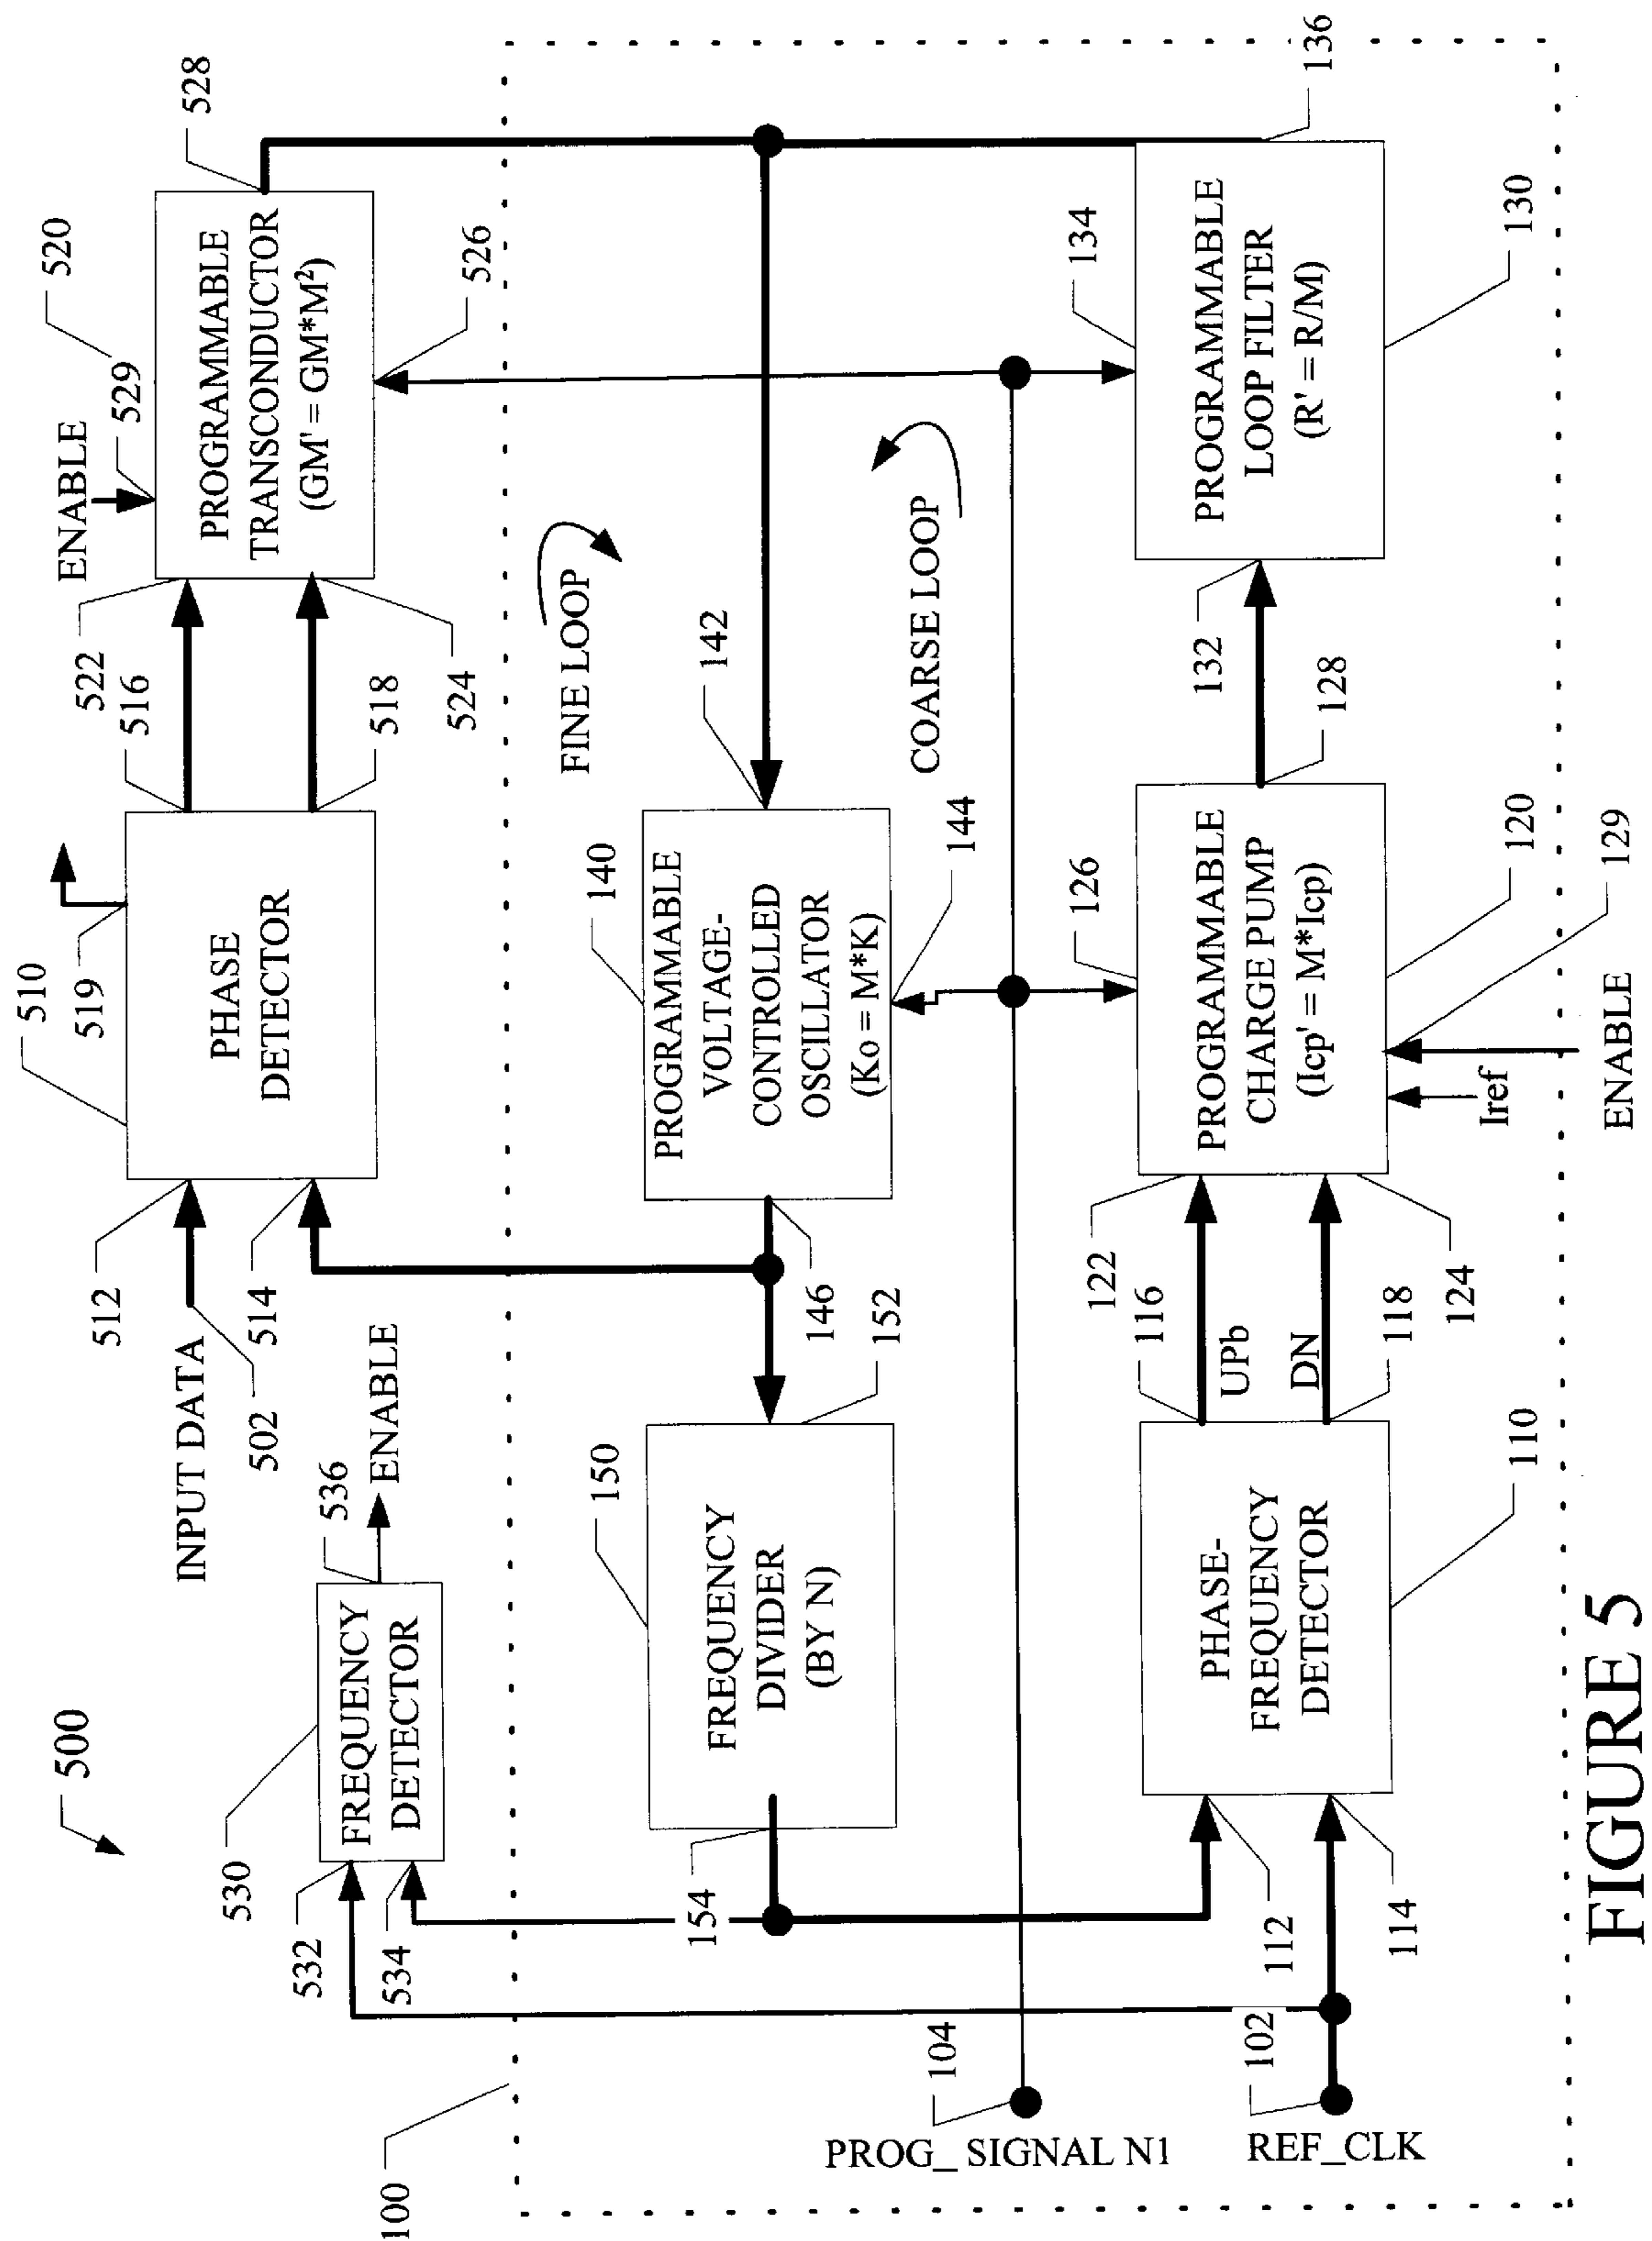 500
520
ENABLE
529
528
510
519
522
516
PROGRAMMABLE
TRANSCONDUCTOR
(GM' = GM*M²)
PHASE
DETECTOR
512
INPUT DATA
502
514
518
524
526
530
532
534
FREQUENCY
DETECTOR
536
ENABLE
100
FINE LOOP
150
FREQUENCY
DIVIDER
(BY N)
154
152
146
140
PROGRAMMABLE
VOLTAGE-
CONTROLLED
OSCILLATOR
(Ko = M*K)
142
144
COARSE LOOP
104
PROG_ SIGNAL N1
102
REF_CLK
112
114
PHASE-
FREQUENCY
DETECTOR
110
116
UPb
DN
118
122
124
126
PROGRAMMABLE
CHARGE PUMP
(Icp' = M*Icp)
120
129
Iref
ENABLE
128
132
134
PROGRAMMABLE
LOOP FILTER
(R' = R/M)
130
136
FIGURE 5